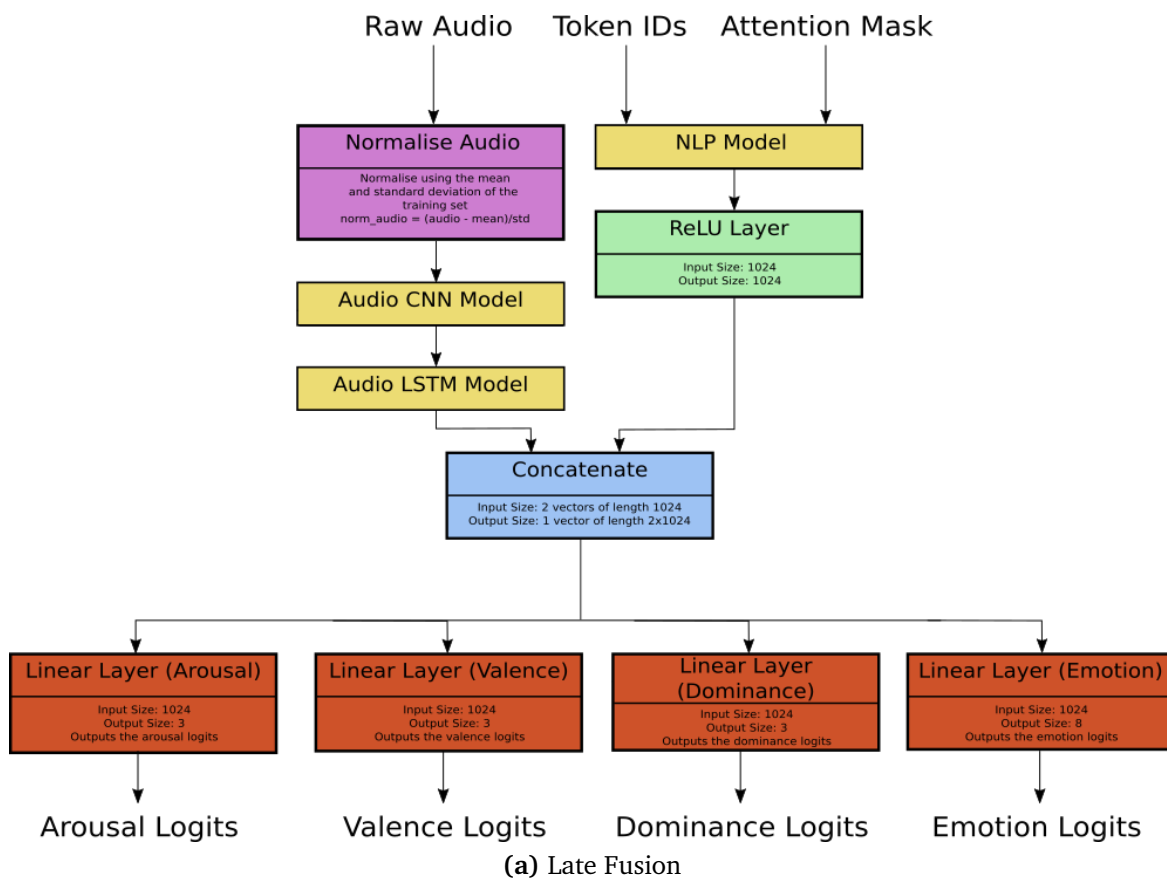 Raw Audio
Token IDs
Attention Mask
Normalise Audio
Normalise using the mean
and standard deviation of the
training set
norm_audio = (audio - mean)/std
NLP Model
ReLU Layer
Input Size: 1024
Output Size: 1024
Audio CNN Model
Audio LSTM Model
Concatenate
Input Size: 2 vectors of length 1024
Output Size: 1 vector of length 2x1024
Linear Layer (Arousal)
Input Size: 1024
Output Size: 3
Outputs the arousal logits
Linear Layer (Valence)
Input Size: 1024
Output Size: 3
Outputs the valence logits
Linear Layer
(Dominance)
Input Size: 1024
Output Size: 3
Outputs the dominance logits
Linear Layer (Emotion)
Input Size: 1024
Output Size: 8
Outputs the emotion logits
Arousal Logits
Valence Logits
Dominance Logits
Emotion Logits
(a) Late Fusion